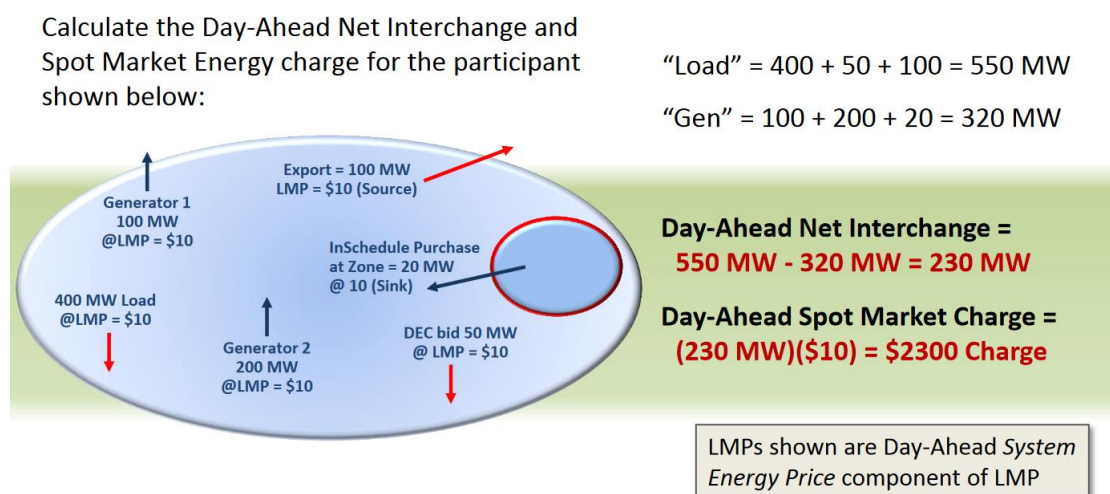 Calculate the Day-Ahead Net Interchange and
Spot Market Energy charge for the participant
shown below:
“Load” = 400 + 50 + 100 = 550 MW
“Gen” = 100 + 200 + 20 = 320 MW
Export = 100 MW
LMP = $10 (Source)
Generator 1
100 MW
@LMP = $10
InSchedule Purchase
at Zone = 20 MW
@ 10 (Sink)
400 MW Load
@LMP = $10
Generator 2
200 MW
@LMP = $10
DEC bid 50 MW
@ LMP = $10
Day-Ahead Net Interchange =
550 MW - 320 MW = 230 MW
Day-Ahead Spot Market Charge =
(230 MW)($10) = $2300 Charge
LMPs shown are Day-Ahead System
Energy Price component of LMP